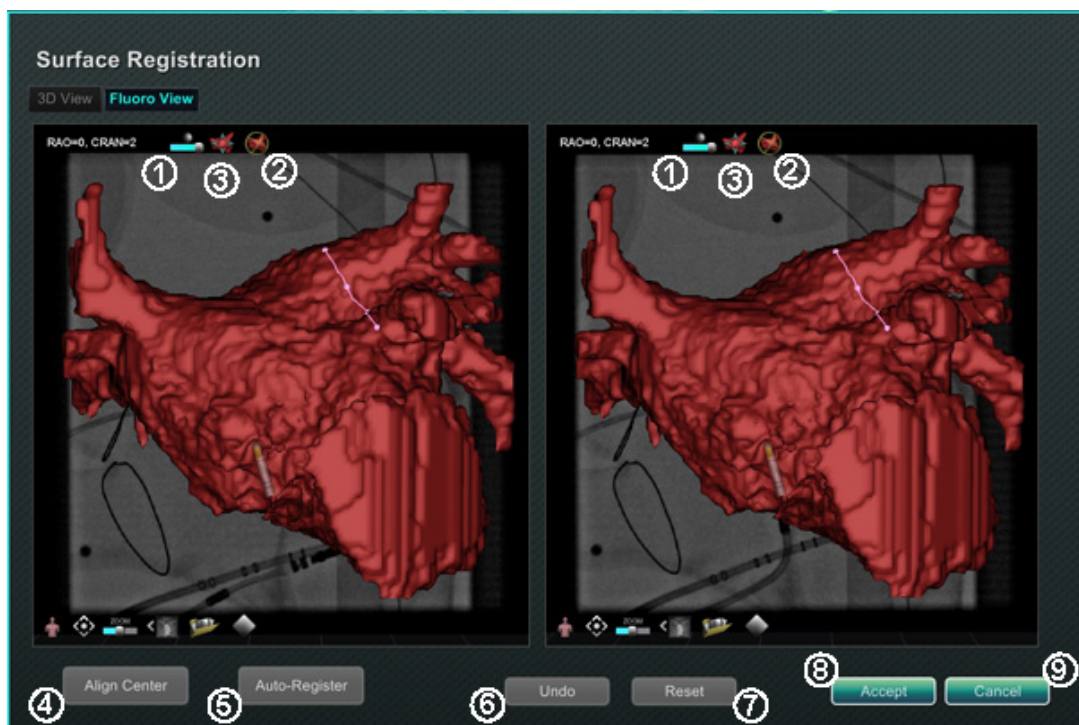 Surface Registration
3D View Fluoro View
RAO=0, CRAN=2 RAO=0, CRAN=2
① ③ ② ① ③ ②
ZOOM ZOOM
Align Center Auto-Register Undo Reset Accept Cancel
④ ⑤ ⑥ ⑦ ⑧ ⑨